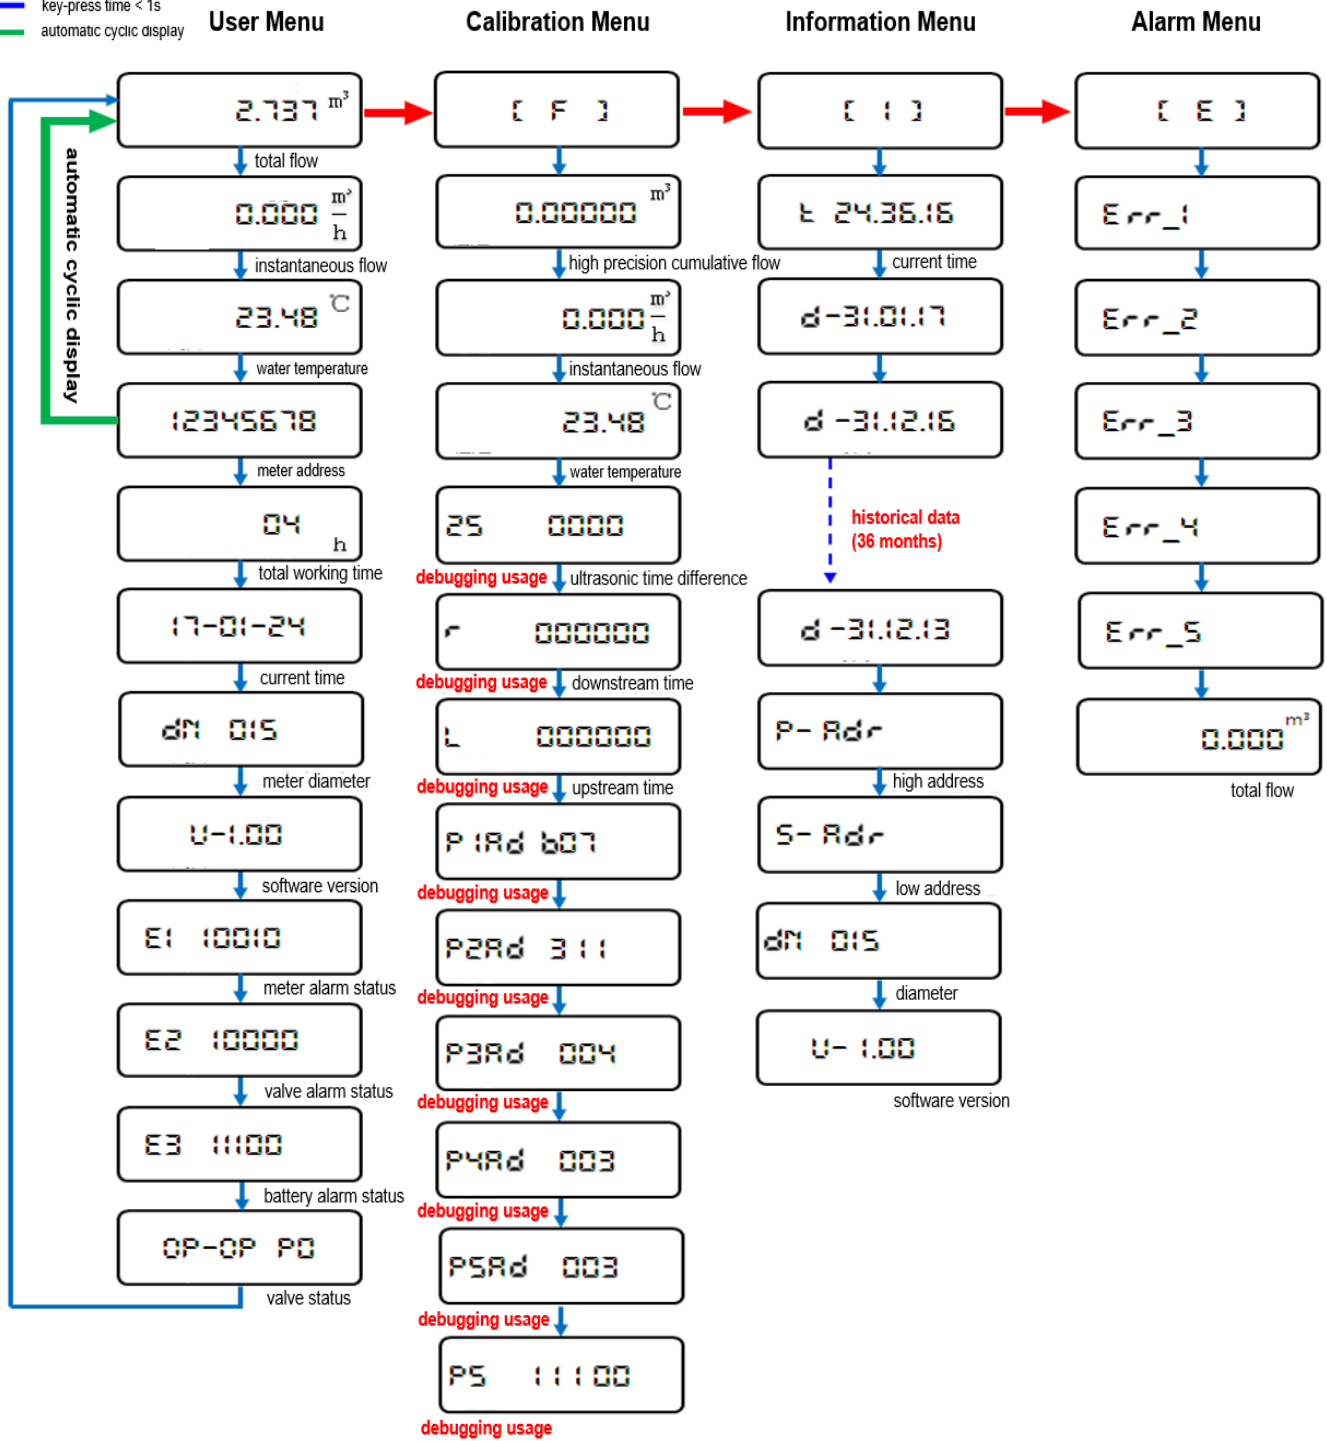 key-press time < 1s
automatic cyclic display
User Menu
2.737 m³
total flow
0.000 m³/h
instantaneous flow
23.48 ℃
water temperature
12345678
meter address
04 h
total working time
17-01-24
current time
dN 015
meter diameter
U-1.00
software version
E1 10010
meter alarm status
E2 10000
valve alarm status
E3 11100
battery alarm status
OP-OP PO
valve status
automatic cyclic display
Calibration Menu
[ F ]
0.00000 m³
high precision cumulative flow
0.000 m³/h
instantaneous flow
23.48 ℃
water temperature
25 0000
debugging usage ultrasonic time difference
r 000000
debugging usage downstream time
L 000000
debugging usage upstream time
P1Ad b07
debugging usage
P2Ad 311
debugging usage
P3Ad 004
debugging usage
P4Ad 003
debugging usage
P5Ad 003
debugging usage
P5 11100
debugging usage
Information Menu
[ 1 ]
t 24.36.16
current time
d-31.01.17
d -31.12.16
historical data
(36 months)
d -31.12.13
P- Adr
high address
S- Adr
low address
dN 015
diameter
U- 1.00
software version
Alarm Menu
[ E ]
Err_1
Err_2
Err_3
Err_4
Err_5
0.000 m³
total flow